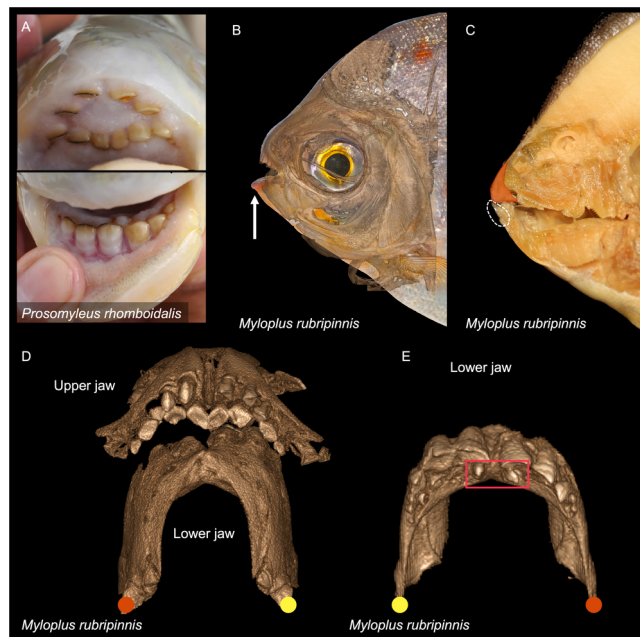 A
B
C
Prosomyleus rhomboidalis
Myloplus rubripinnis
Myloplus rubripinnis
D
E
Lower jaw
Upper jaw
Lower jaw
Myloplus rubripinnis
Myloplus rubripinnis